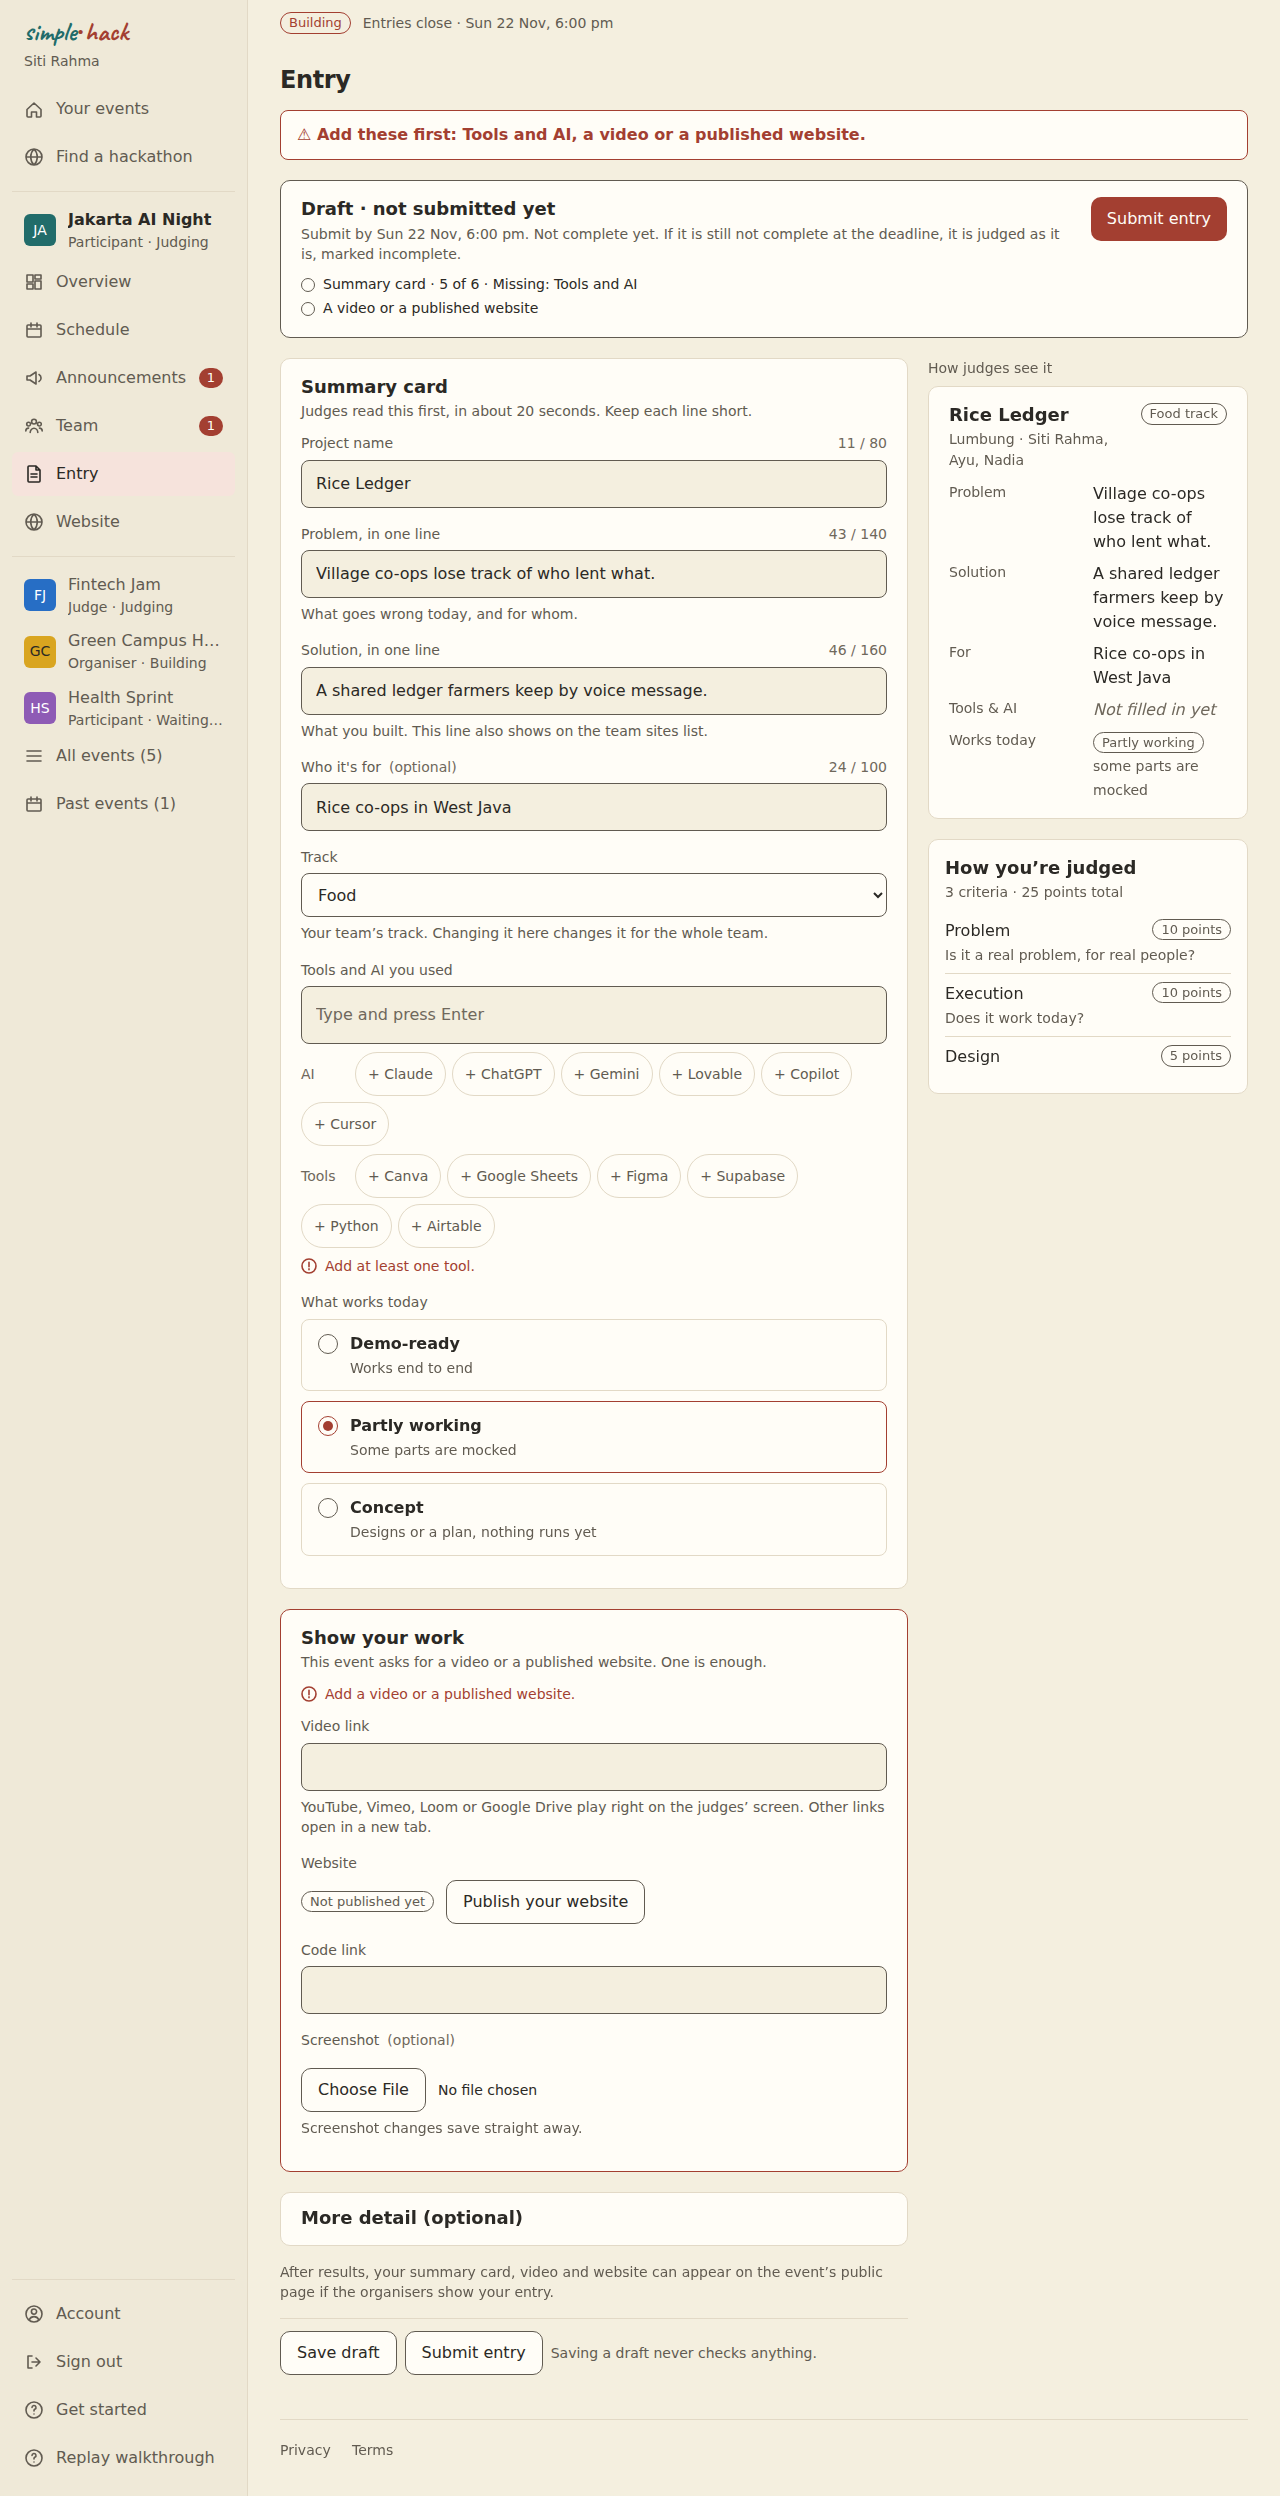 simple·hack
Siti Rahma
Your events
Find a hackathon
JA
Jakarta AI Night
Participant · Judging
Overview
Schedule
Announcements 1
Team 1
Entry
Website
FJ
Fintech Jam
Judge · Judging
GC
Green Campus H…
Organiser · Building
HS
Health Sprint
Participant · Waiting…
All events (5)
Past events (1)
Account
Sign out
Get started
Replay walkthrough
Building Entries close · Sun 22 Nov, 6:00 pm
Entry
⚠ Add these first: Tools and AI, a video or a published website.
Draft · not submitted yet
Submit by Sun 22 Nov, 6:00 pm. Not complete yet. If it is still not complete at the deadline, it is judged as it
is, marked incomplete.
Summary card · 5 of 6 · Missing: Tools and AI
A video or a published website
Submit entry
Summary card
Judges read this first, in about 20 seconds. Keep each line short.
Project name 11 / 80
Rice Ledger
Problem, in one line 43 / 140
Village co-ops lose track of who lent what.
What goes wrong today, and for whom.
Solution, in one line 46 / 160
A shared ledger farmers keep by voice message.
What you built. This line also shows on the team sites list.
Who it's for (optional) 24 / 100
Rice co-ops in West Java
Track
Food
Your team’s track. Changing it here changes it for the whole team.
Tools and AI you used
Type and press Enter
AI + Claude + ChatGPT + Gemini + Lovable + Copilot
+ Cursor
Tools + Canva + Google Sheets + Figma + Supabase
+ Python + Airtable
Add at least one tool.
What works today
Demo-ready
Works end to end
Partly working
Some parts are mocked
Concept
Designs or a plan, nothing runs yet
Show your work
This event asks for a video or a published website. One is enough.
Add a video or a published website.
Video link
YouTube, Vimeo, Loom or Google Drive play right on the judges’ screen. Other links
open in a new tab.
Website
Not published yet Publish your website
Code link
Screenshot (optional)
Choose File No file chosen
Screenshot changes save straight away.
More detail (optional)
After results, your summary card, video and website can appear on the event’s public
page if the organisers show your entry.
Save draft Submit entry Saving a draft never checks anything.
How judges see it
Rice Ledger Food track
Lumbung · Siti Rahma,
Ayu, Nadia
Problem Village co-ops
lose track of
who lent what.
Solution A shared ledger
farmers keep by
voice message.
For Rice co-ops in
West Java
Tools & AI Not filled in yet
Works today Partly working
some parts are
mocked
How you’re judged
3 criteria · 25 points total
Problem 10 points
Is it a real problem, for real people?
Execution 10 points
Does it work today?
Design 5 points
Privacy Terms